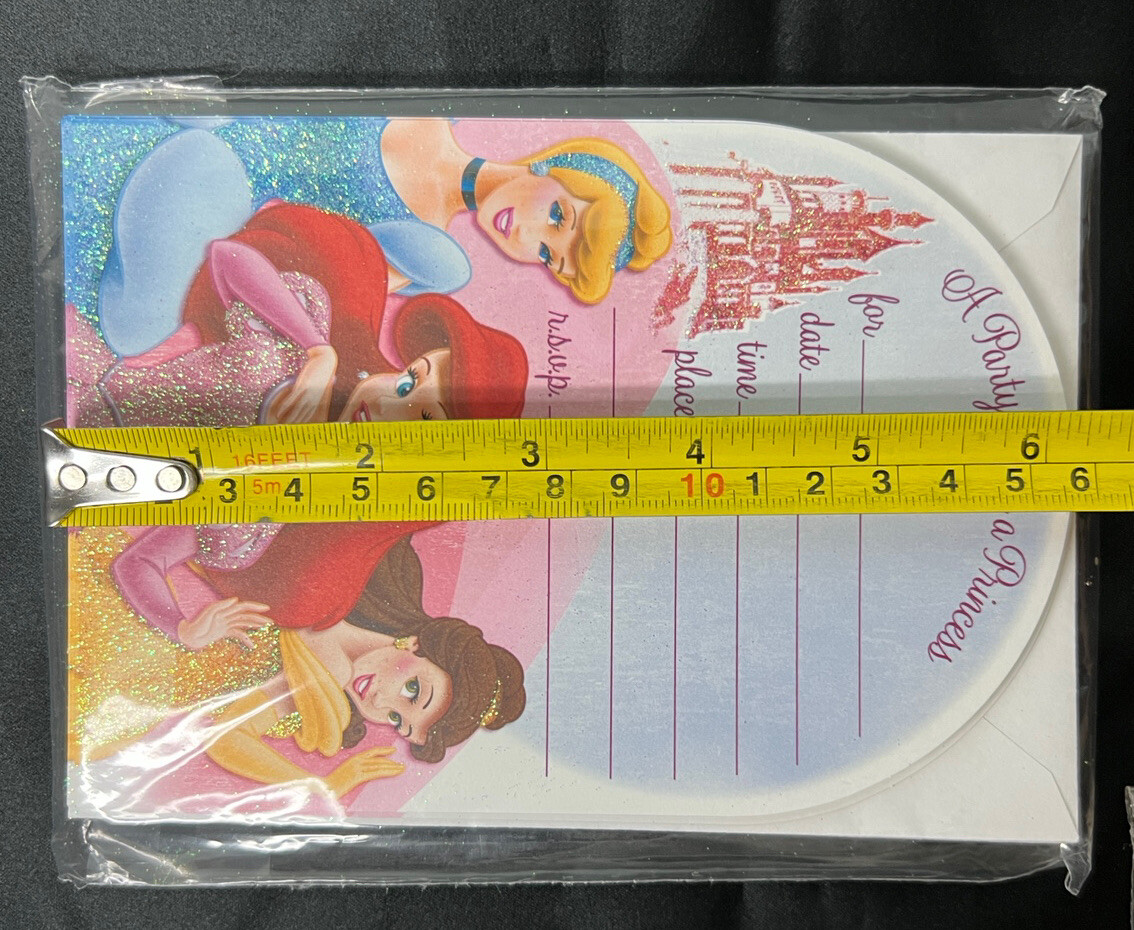 A Party
a Princess
for
date
time
place
r.s.v.p.
1 2 3 4 5 6
16FEET
3 5m 4 5 6 7 8 9 10 1 2 3 4 5 6